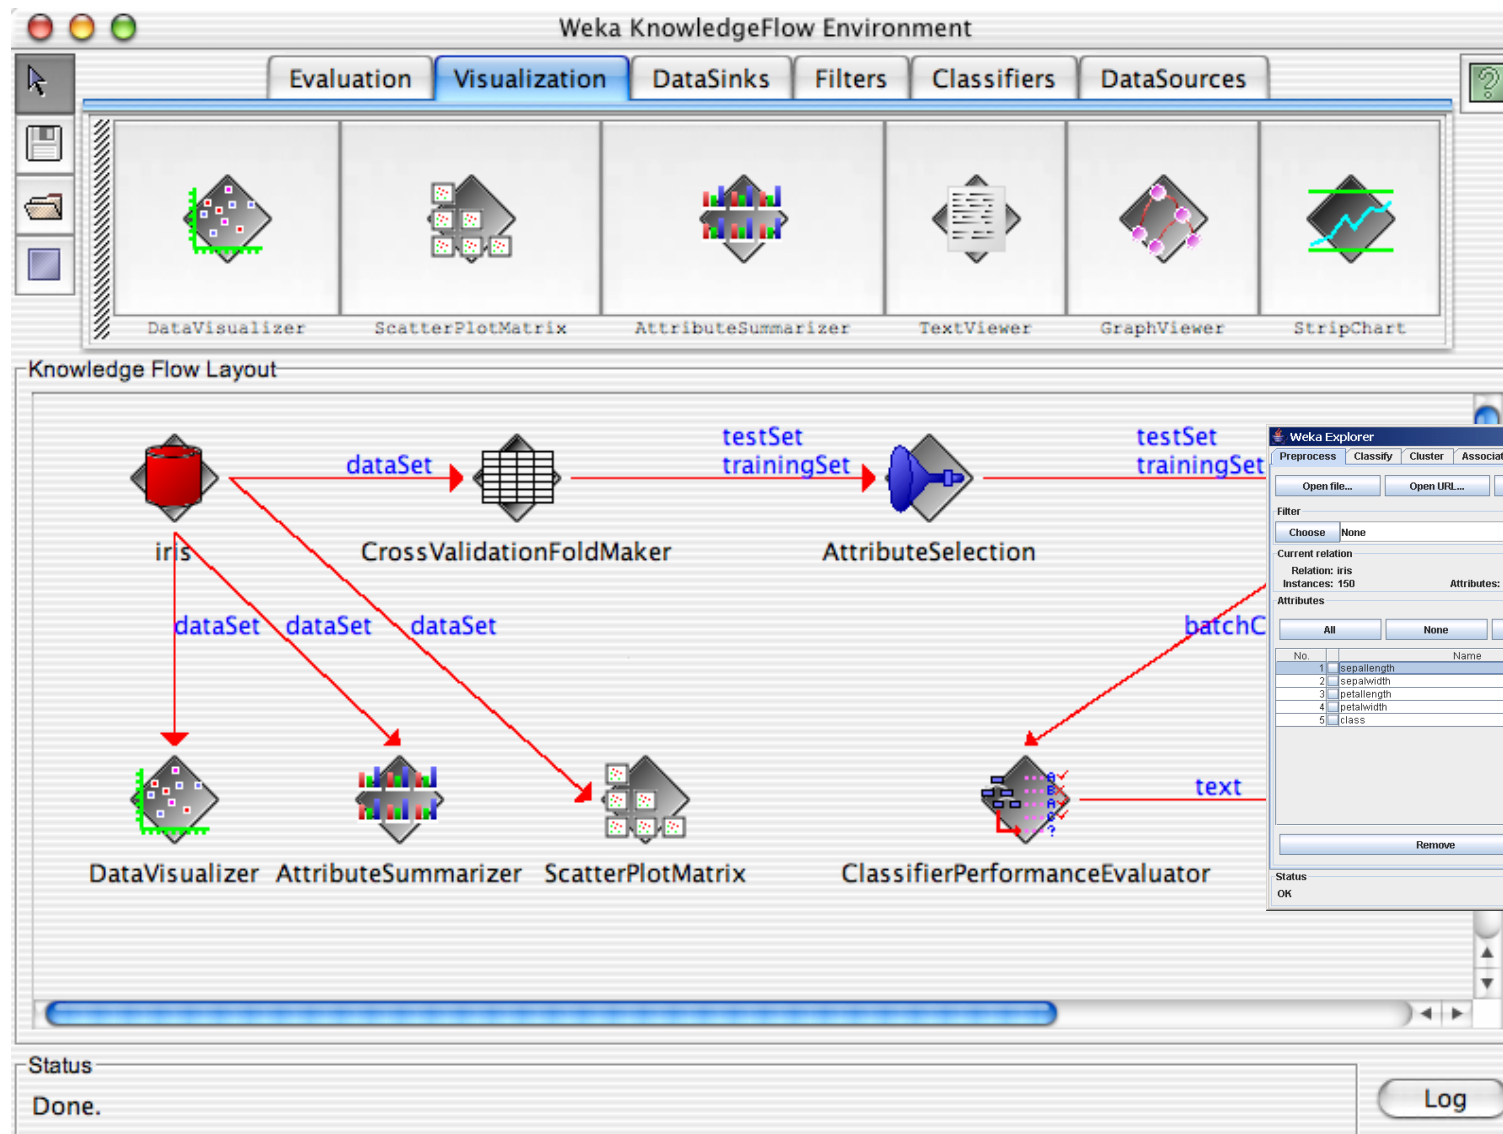 Weka KnowledgeFlow Environment
Evaluation Visualization DataSinks Filters Classifiers DataSources
DataVisualizer ScatterPlotMatrix AttributeSummarizer TextViewer GraphViewer StripChart
Knowledge Flow Layout
testSet testSet
dataSet trainingSet trainingSet
iris CrossValidationFoldMaker AttributeSelection
dataSet dataSet dataSet batchC
text
DataVisualizer AttributeSummarizer ScatterPlotMatrix ClassifierPerformanceEvaluator
Weka Explorer
Preprocess Classify Cluster Associat
Open file... Open URL...
Filter
Choose None
Current relation
Relation: iris
Instances: 150 Attributes:
Attributes
All None
No. Name
1 sepallength
2 sepalwidth
3 petallength
4 petalwidth
5 class
Remove
Status
OK
Status
Done.
Log